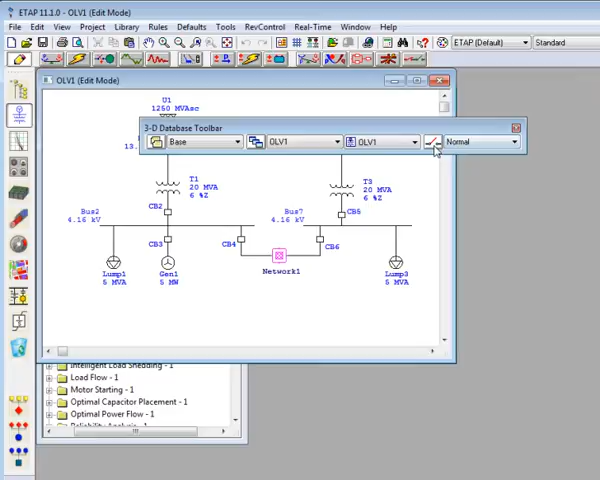 ETAP 11.1.0 - OLV1 (Edit Mode)
File Edit View Project Library Rules Defaults Tools RevControl Real-Time Window Help
ETAP (Default) Standard
OLV1 (Edit Mode)
U1
1250 MVAsc
3-D Database Toolbar
Base OLV1 OLV1 Normal
13.
T1
20 MVA
6 %Z
T3
20 MVA
6 %Z
CB2
CB5
Bus2
4.16 kV
Bus7
4.16 kV
CB3
CB4
CB6
Network1
Lump1
5 MVA
Gen1
5 MW
Lump3
5 MVA
Intelligent Load Shedding - 1
Load Flow - 1
Motor Starting - 1
Optimal Capacitor Placement - 1
Optimal Power Flow - 1
Reliability Analysis - 1